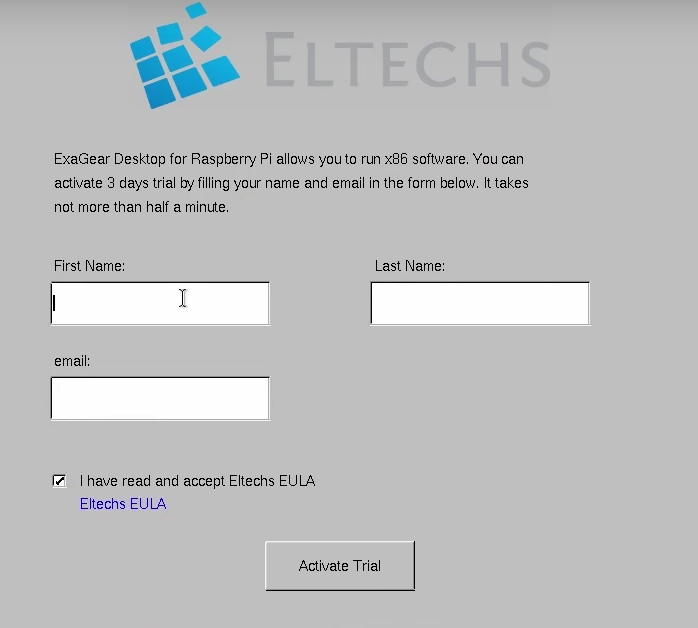 ELTECHS
ExaGear Desktop for Raspberry Pi allows you to run x86 software. You can
activate 3 days trial by filling your name and email in the form below. It takes
not more than half a minute.
First Name:
Last Name:
email:
I have read and accept Eltechs EULA
Eltechs EULA
Activate Trial